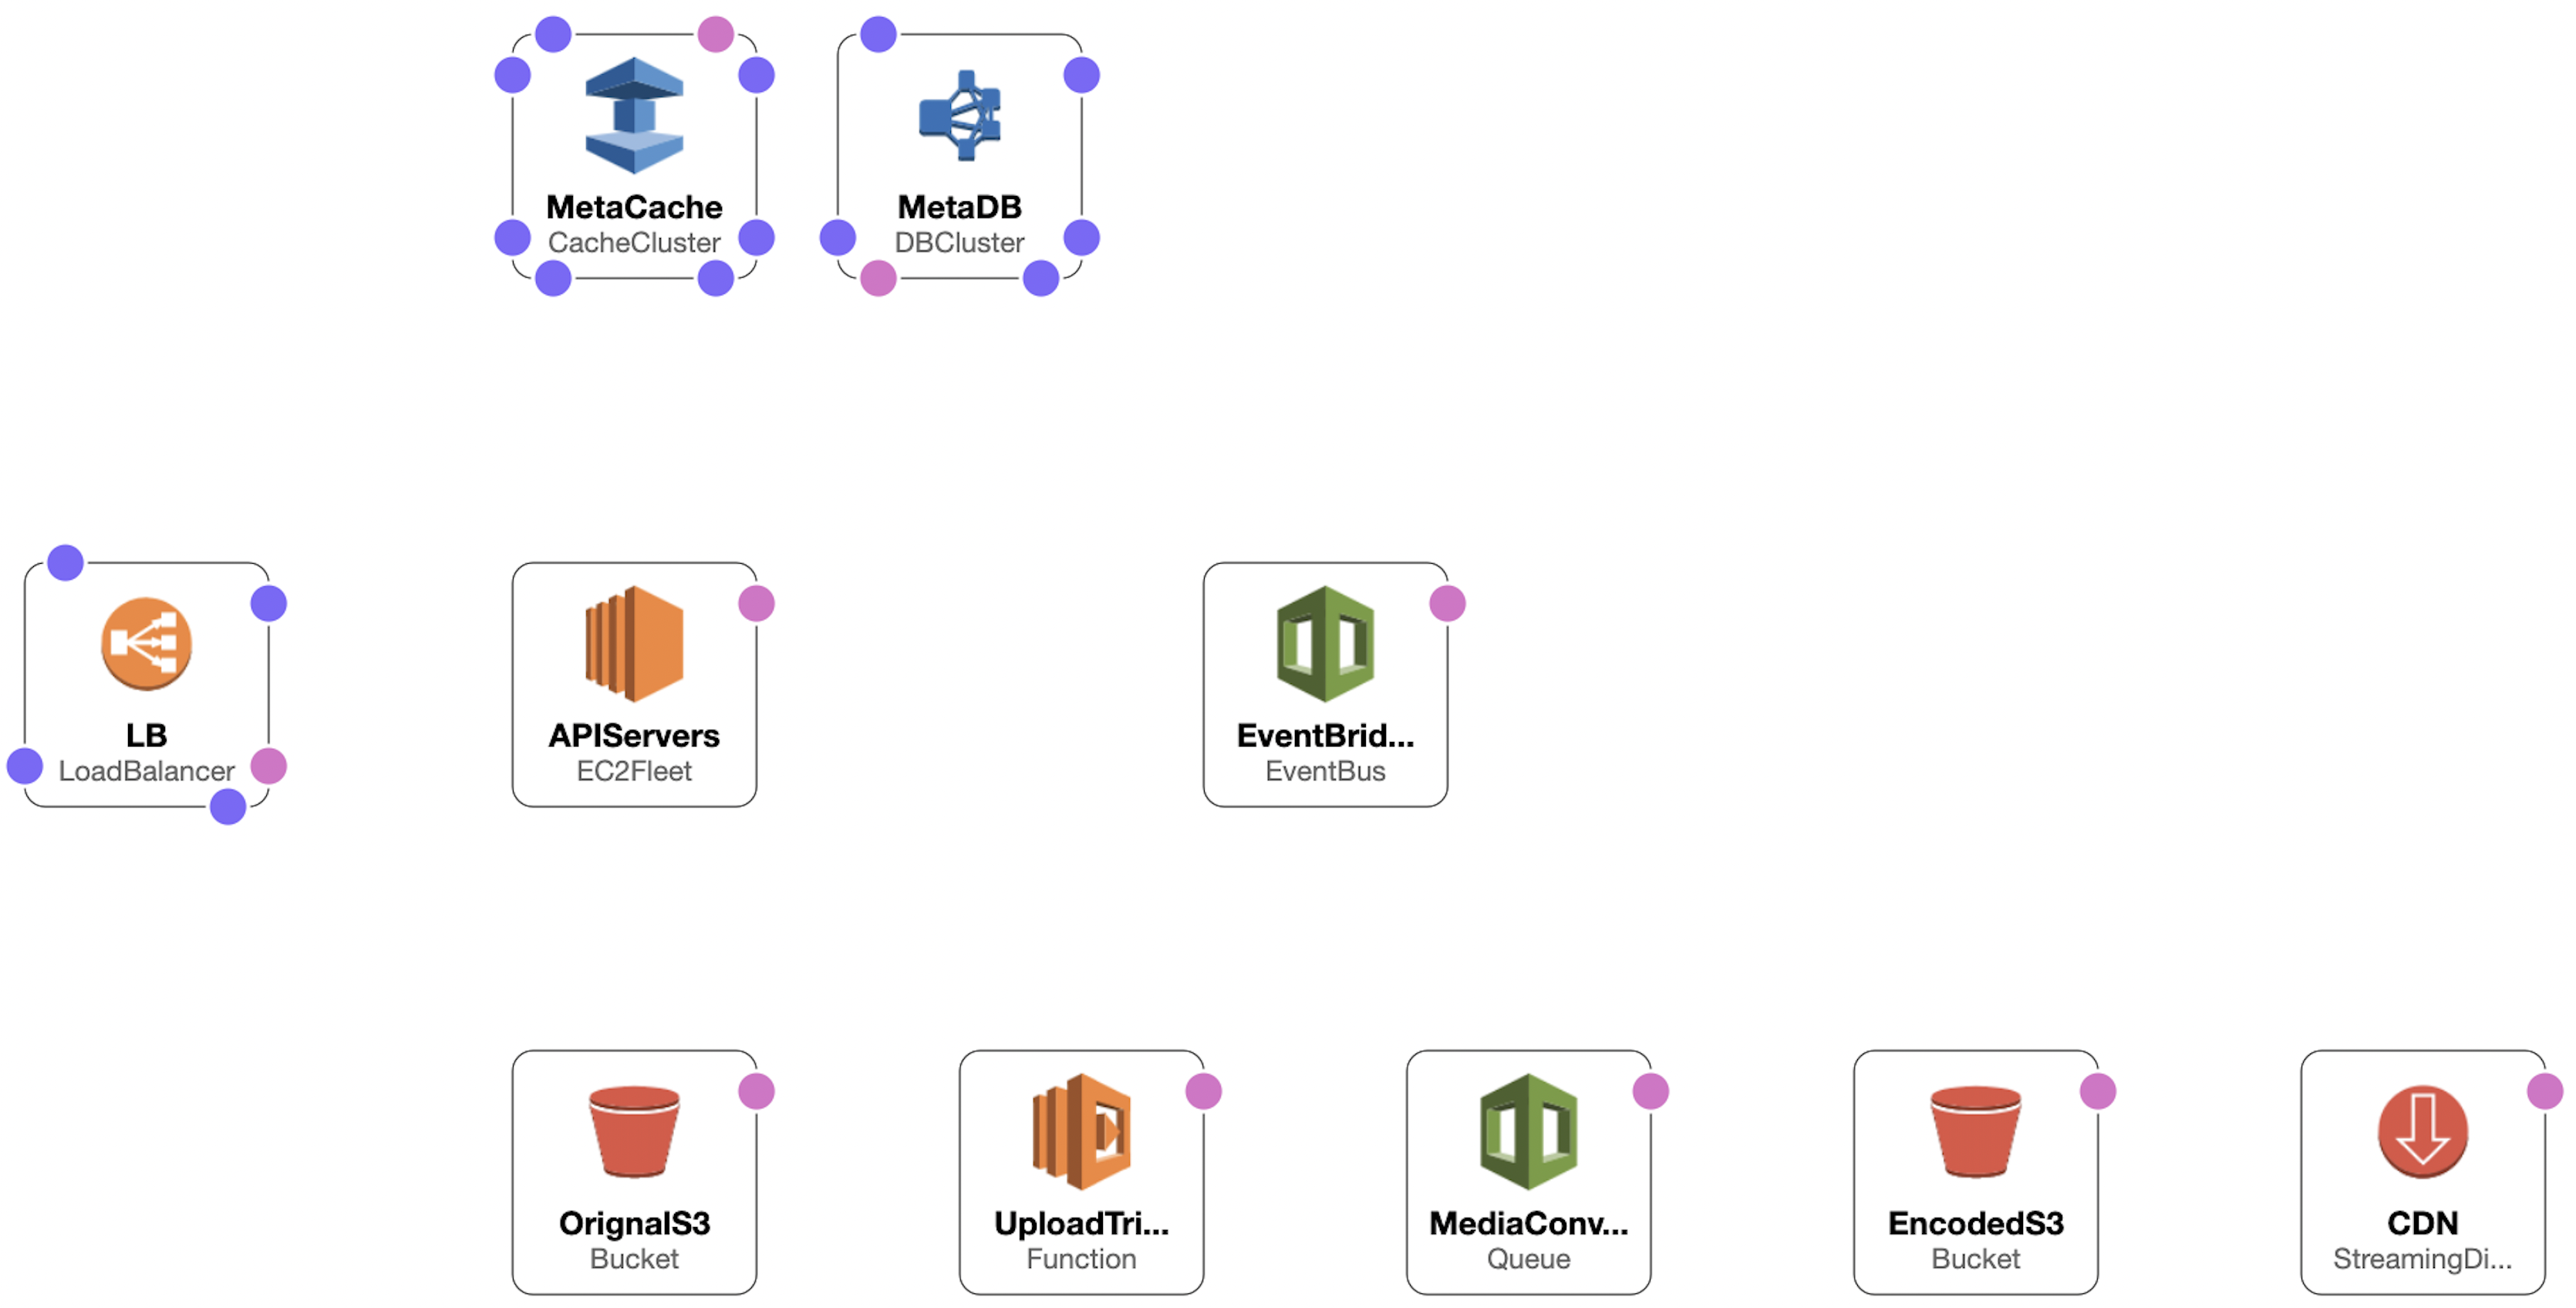 MetaCache
CacheCluster
MetaDB
DBCluster
LB
LoadBalancer
APIServers
EC2Fleet
EventBrid...
EventBus
OrignalS3
Bucket
UploadTri...
Function
MediaConv...
Queue
EncodedS3
Bucket
CDN
StreamingDi...